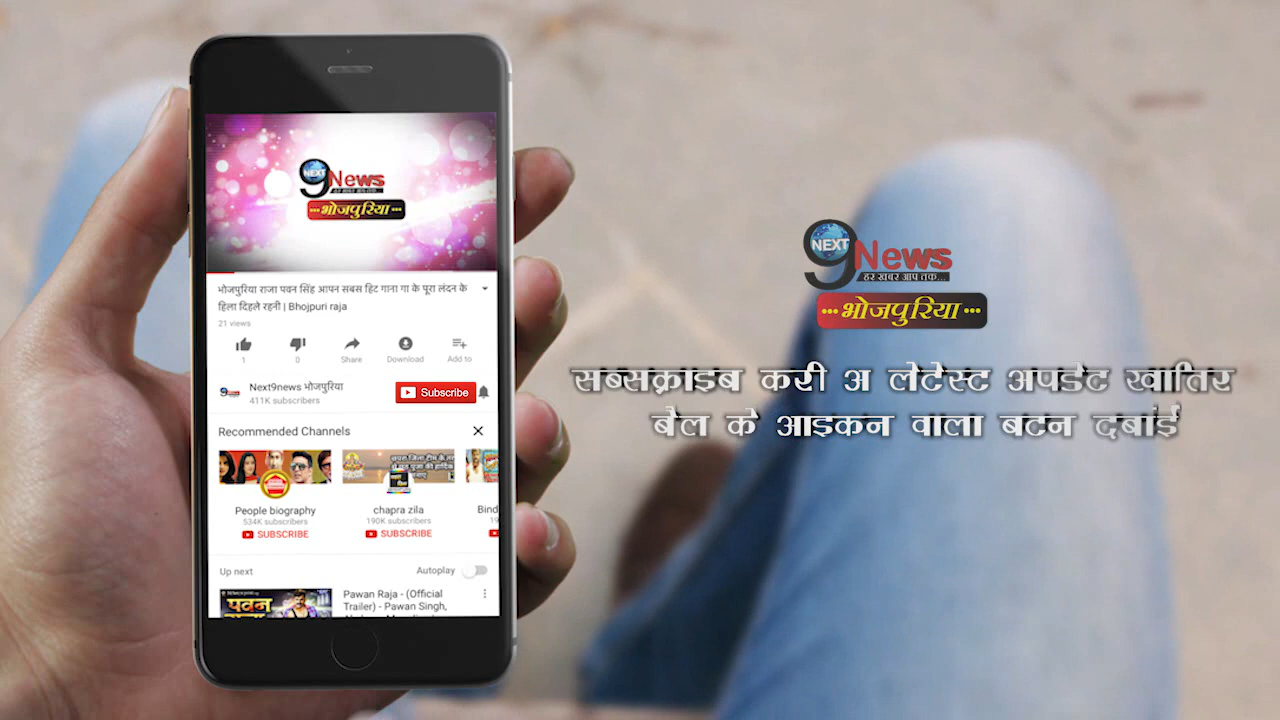 NEXT
9 News
हर खबर आप तक...
••• भोजपुरिया •••
भोजपुरिया राजा पवन सिंह आपन सबस हिट गाना गा के पूरा लंदन के
हिला दिहले रहनी | Bhojpuri raja
21 views
1
0
Share
Download
Add to
Next9news भोजपुरिया
411K subscribers
Subscribe
Recommended Channels
People biography
534K subscribers
SUBSCRIBE
chapra zila
190K subscribers
SUBSCRIBE
Bind
19
Up next
Autoplay
पवन
Pawan Raja - (Official
Trailer) - Pawan Singh,
NEXT
9 News
हर खबर आप तक...
••• भोजपुरिया •••
सब्सक्राइब करी अ लेटेस्ट अपडेट खातिर
बेल के आइकन वाला बटन दबाई